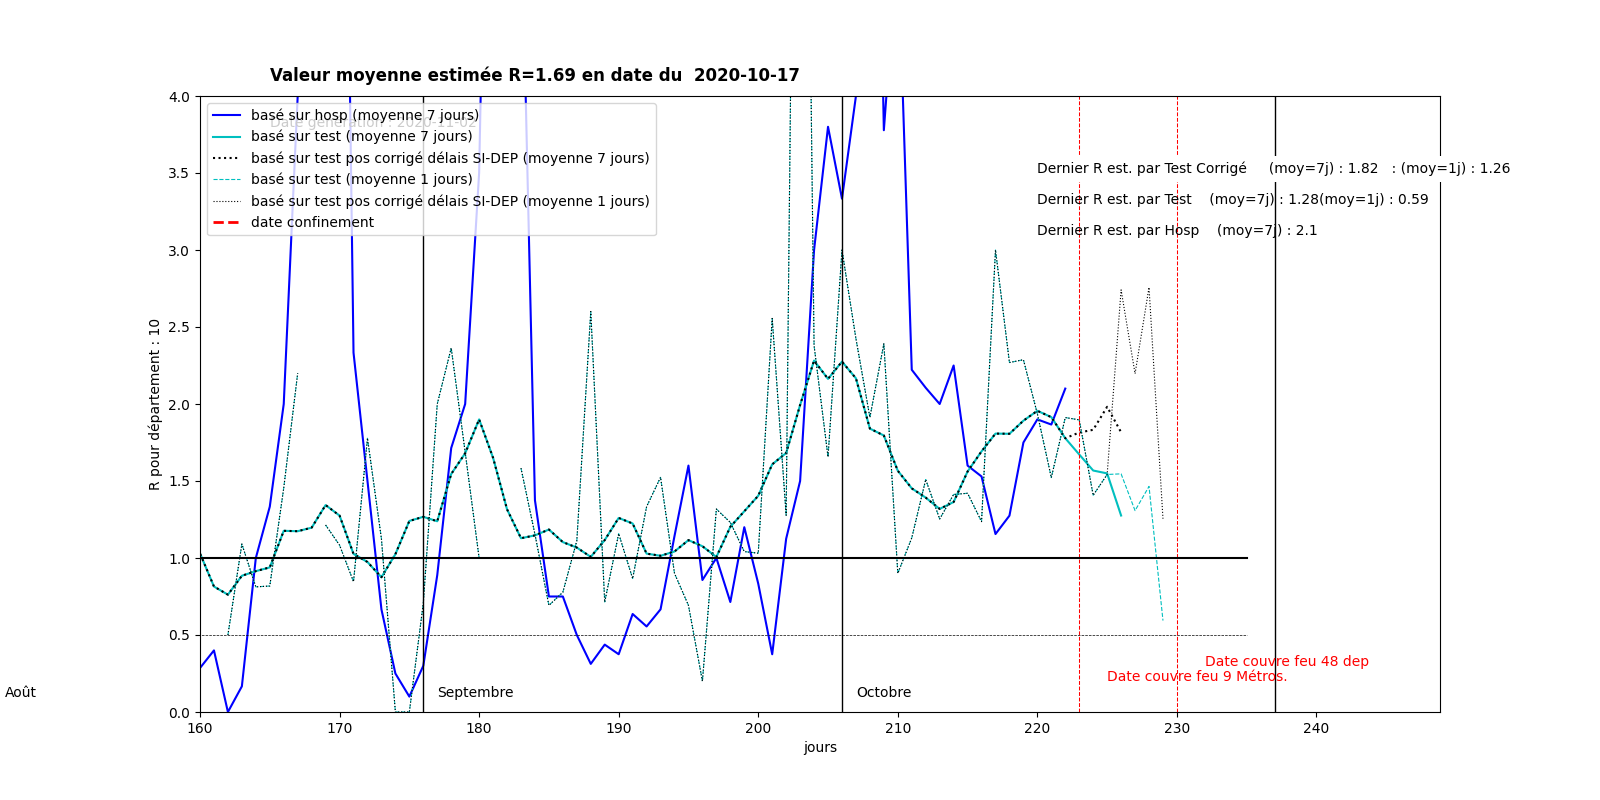 Valeur moyenne estimée R=1.69 en date du  2020-10-17
Date génération : 2020-11-02
basé sur hosp (moyenne 7 jours)
basé sur test (moyenne 7 jours)
basé sur test pos corrigé délais SI-DEP (moyenne 7 jours)
basé sur test (moyenne 1 jours)
basé sur test pos corrigé délais SI-DEP (moyenne 1 jours)
date confinement
Dernier R est. par Test Corrigé     (moy=7j) : 1.82   : (moy=1j) : 1.26
Dernier R est. par Test    (moy=7j) : 1.28(moy=1j) : 0.59
Dernier R est. par Hosp    (moy=7j) : 2.1
4.0
3.5
3.0
2.5
2.0
1.5
1.0
0.5
0.0
R pour département : 10
Date couvre feu 48 dep
Date couvre feu 9 Métros.
Août
Septembre
Octobre
160
170
180
190
200
210
220
230
240
jours